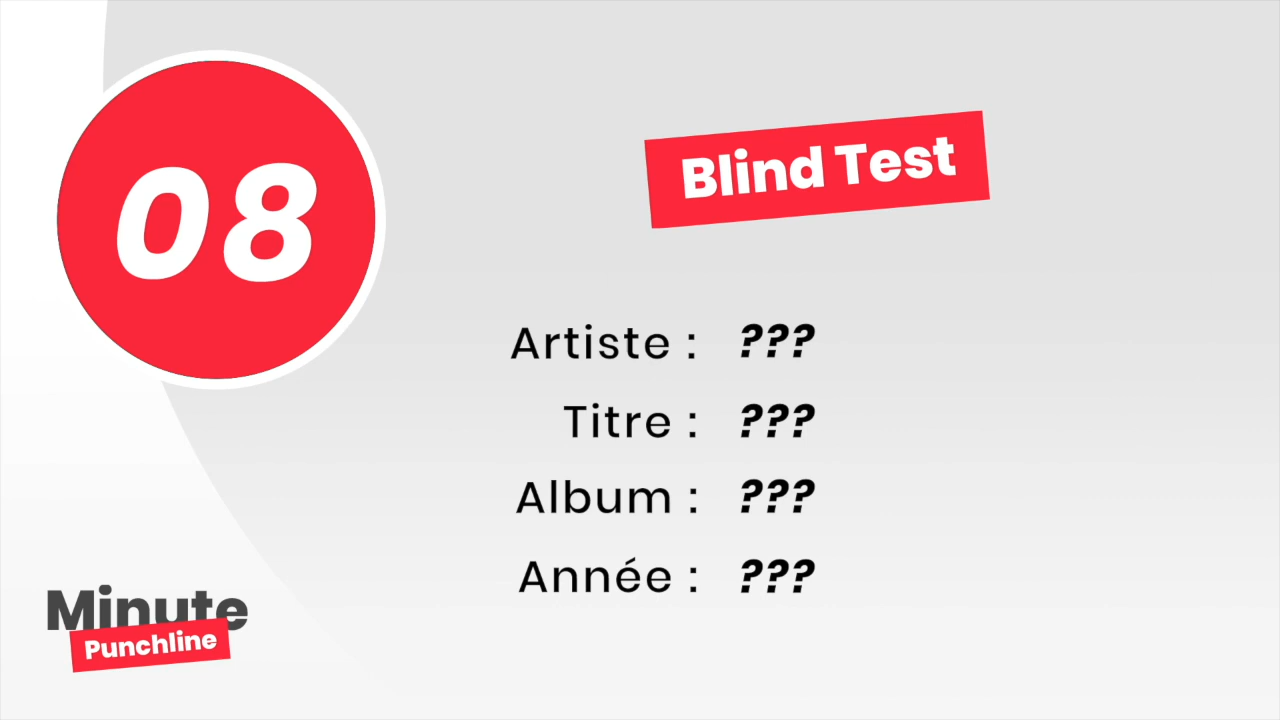 08
Blind Test
Artiste : ???
Titre : ???
Album : ???
Année : ???
Minute
Punchline